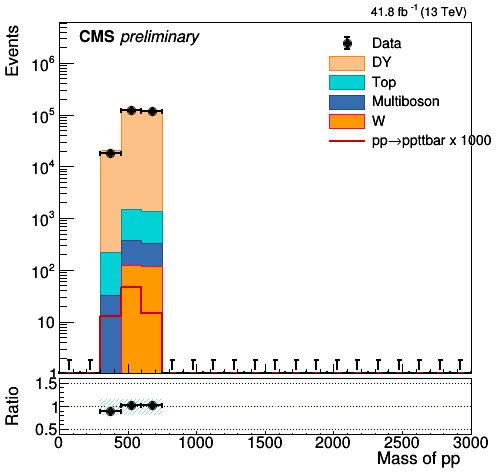 41.8 fb⁻¹ (13 TeV)
CMS preliminary
Events
Data
DY
Top
Multiboson
W
pp→ppttbar x 1000
10⁶
10⁵
10⁴
10³
10²
10
1
Ratio
1.5
1
0.5
0 500 1000 1500 2000 2500 3000
Mass of pp